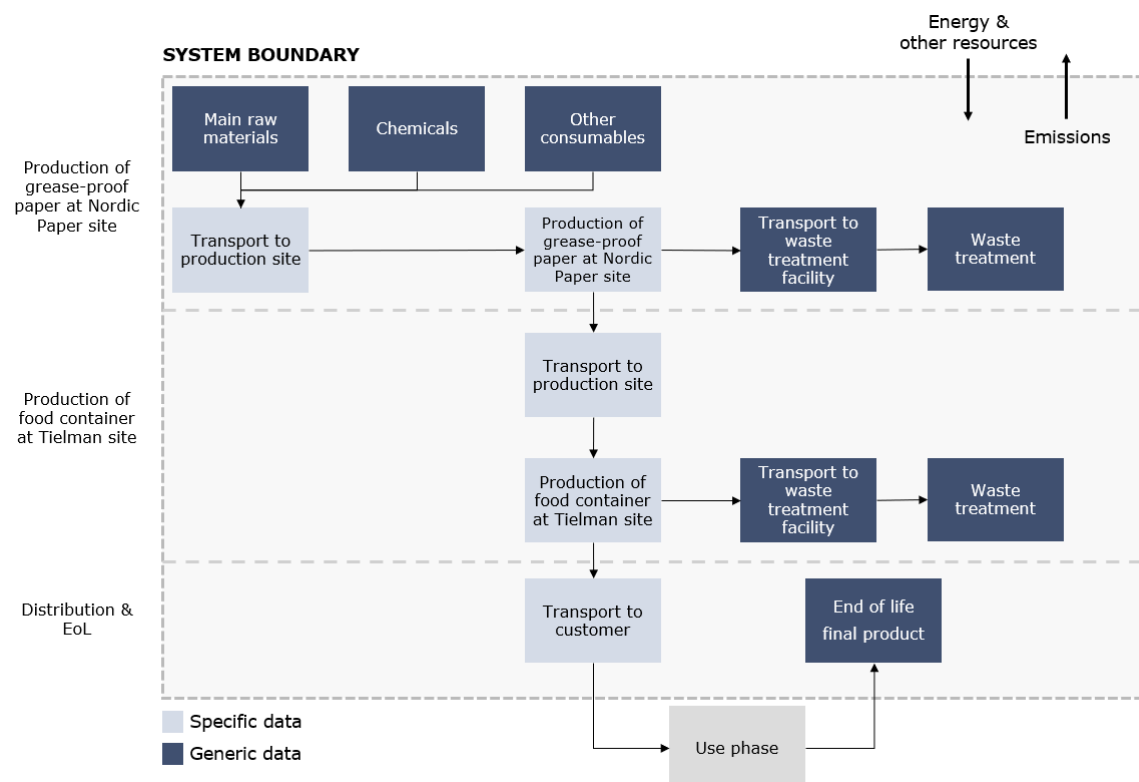 Energy &
other resources
SYSTEM BOUNDARY
Emissions
Main raw
materials
Chemicals
Other
consumables
Production of
grease-proof
paper at Nordic
Paper site
Transport to
production site
Production of
grease-proof
paper at Nordic
Paper site
Transport to
waste
treatment
facility
Waste
treatment
Transport to
production site
Production of
food container
at Tielman site
Production of
food container
at Tielman site
Transport to
waste
treatment
facility
Waste
treatment
Distribution &
EoL
Transport to
customer
End of life
final product
Specific data
Generic data
Use phase